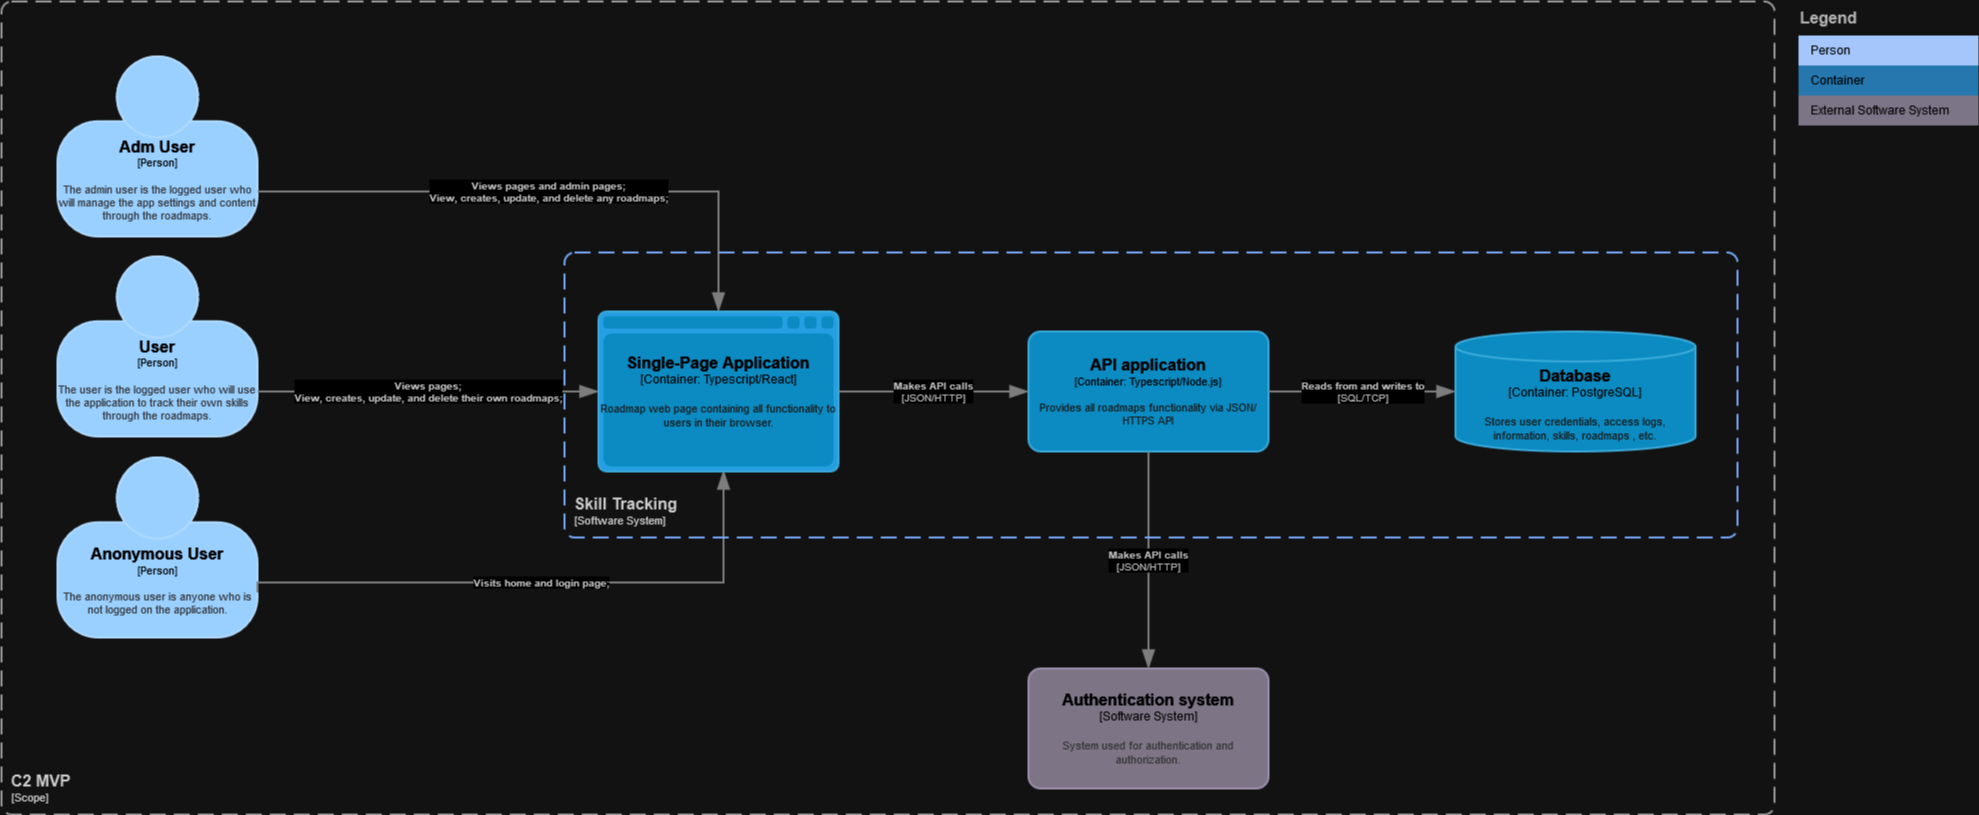 Legend
Person
Container
External Software System
Adm User
[Person]
The admin user is the logged user who
will manage the app settings and content
through the roadmaps.
Views pages and admin pages;
View, creates, update, and delete any roadmaps;
User
[Person]
The user is the logged user who will use
the application to track their own skills
through the roadmaps.
Views pages;
View, creates, update, and delete their own roadmaps;
Single-Page Application
[Container: Typescript/React]
Roadmap web page containing all functionality to
users in their browser.
Makes API calls
[JSON/HTTP]
API application
[Container: Typescript/Node.js]
Provides all roadmaps functionality via JSON/
HTTPS API
Reads from and writes to
[SQL/TCP]
Database
[Container: PostgreSQL]
Stores user credentials, access logs,
information, skills, roadmaps , etc.
Skill Tracking
[Software System]
Anonymous User
[Person]
The anonymous user is anyone who is
not logged on the application.
Visits home and login page;
Makes API calls
[JSON/HTTP]
Authentication system
[Software System]
System used for authentication and
authorization.
C2 MVP
[Scope]